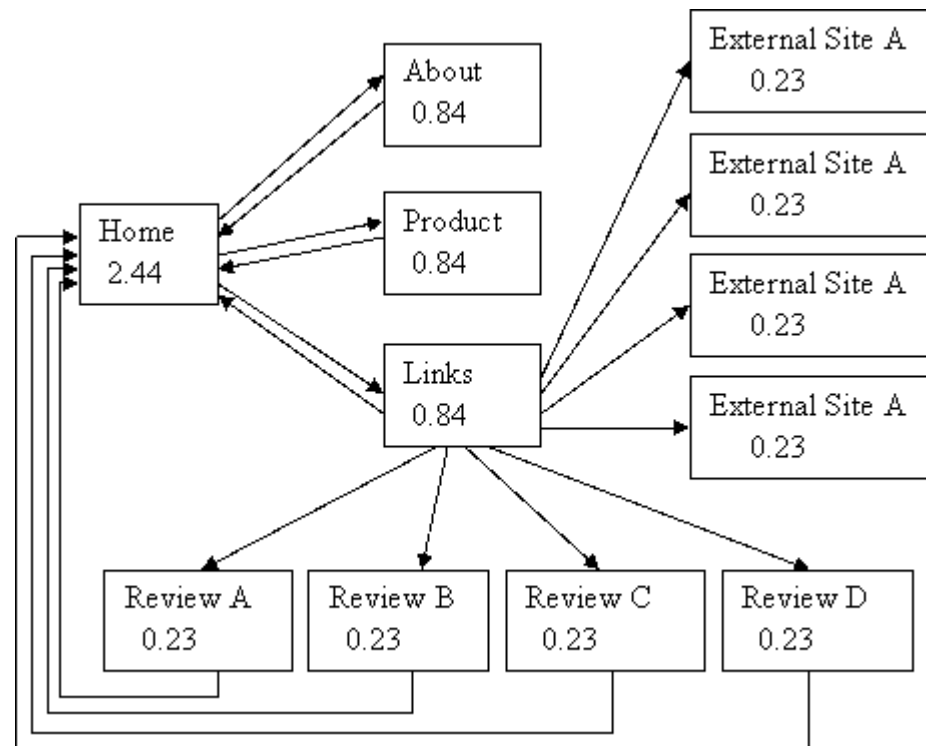 About
0.84
External Site A
0.23
External Site A
0.23
Home
2.44
Product
0.84
External Site A
0.23
Links
0.84
External Site A
0.23
Review A
0.23
Review B
0.23
Review C
0.23
Review D
0.23